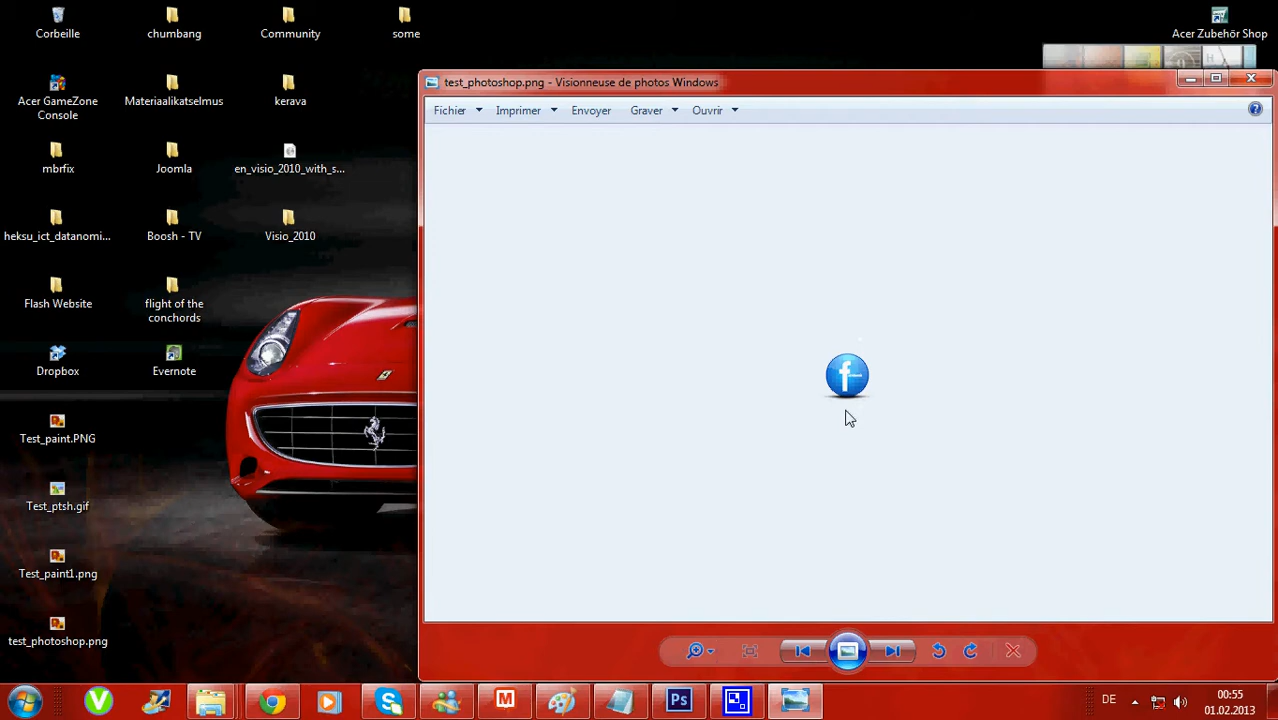 Corbeille
chumbang
Community
some
Acer Zubehör Shop
Acer GameZone
Console
Materiaalikatselmus
kerava
mbrfix
Joomla
en_visio_2010_with_s...
heksu_ict_datanomi...
Boosh - TV
Visio_2010
Flash Website
flight of the
conchords
Dropbox
Evernote
Test_paint.PNG
Test_ptsh.gif
Test_paint1.png
test_photoshop.png
test_photoshop.png - Visionneuse de photos Windows
Fichier Imprimer Envoyer Graver Ouvrir
f
Ps
DE
00:55
01.02.2013